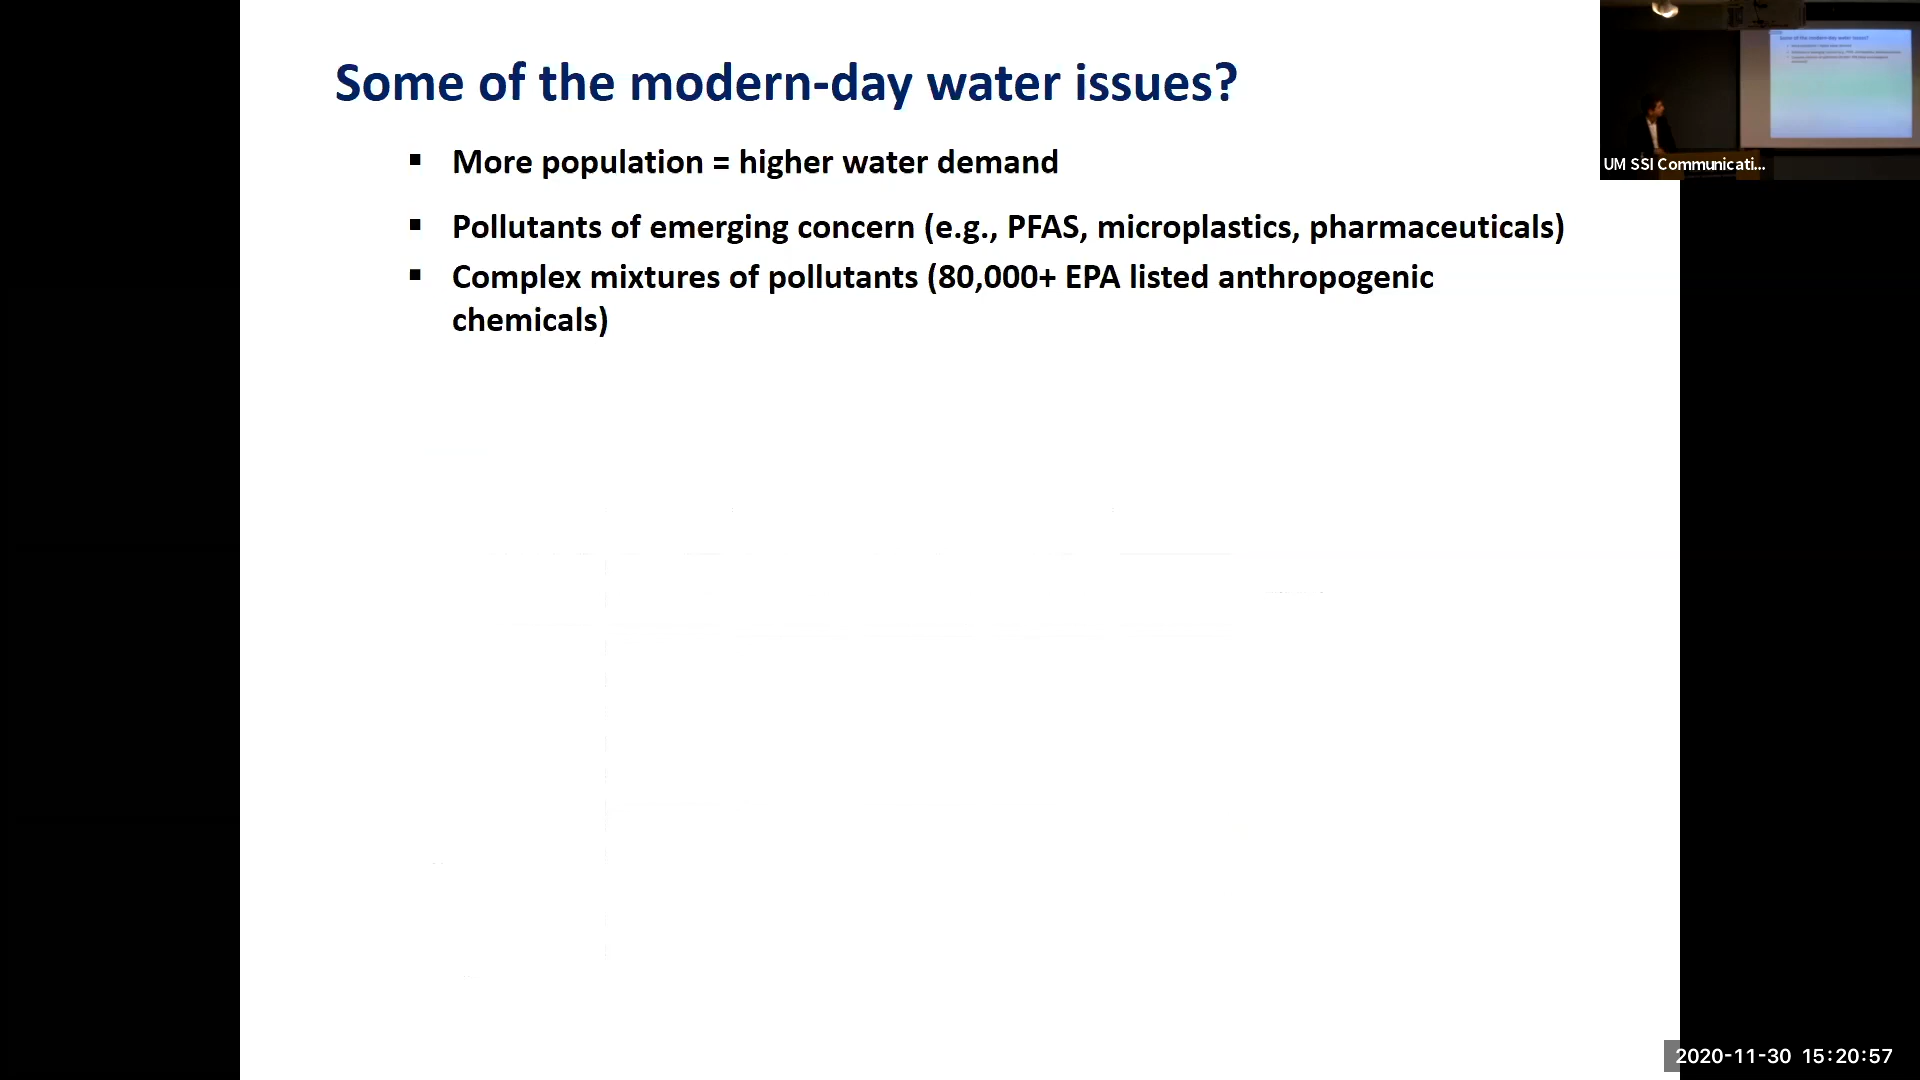 Some of the modern-day water issues?
▪ More population = higher water demand
▪ Pollutants of emerging concern (e.g., PFAS, microplastics, pharmaceuticals)
▪ Complex mixtures of pollutants (80,000+ EPA listed anthropogenic
chemicals)
UM SSI Communicati...
2020-11-30 15:20:57